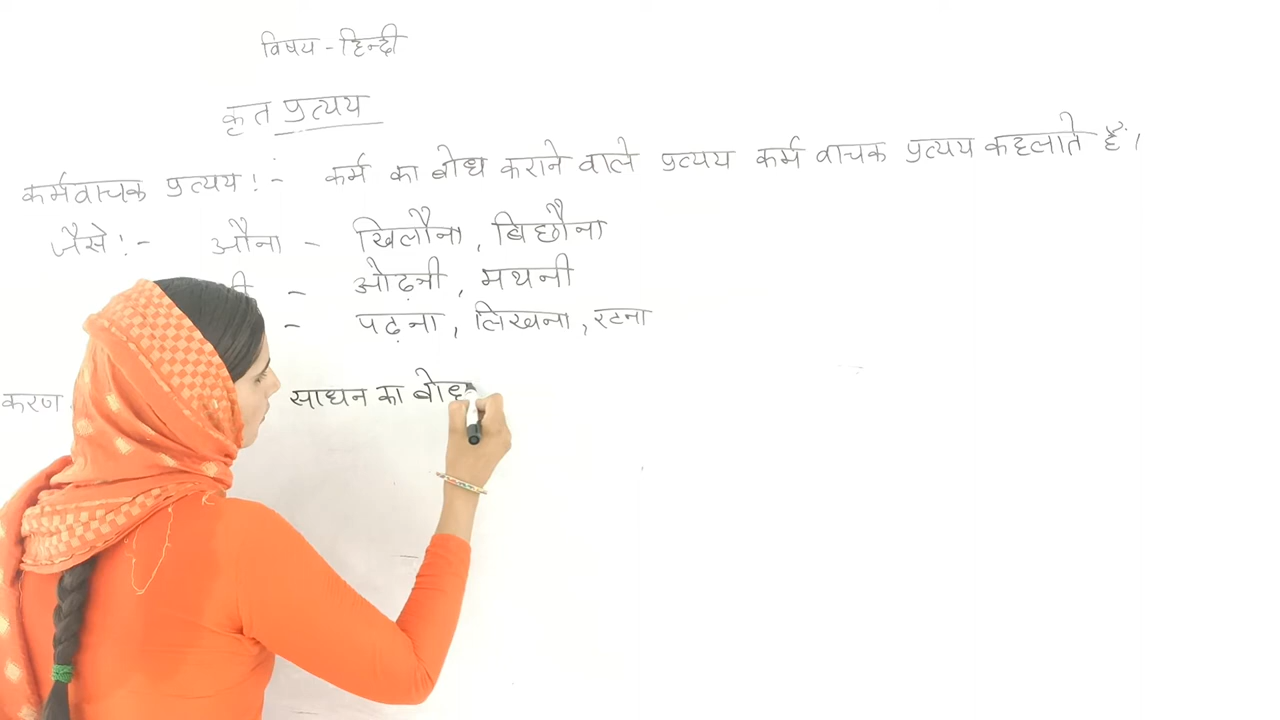 विषय - हिन्दी
कृत प्रत्यय
कर्मवाचक प्रत्यय :- कर्म का बोध कराने वाले प्रत्यय कर्म वाचक प्रत्यय कहलाते हैं।
जैसे :- औना - खिलौना, बिछौना
- ओढ़नी, मथनी
- पढ़ना, लिखना, रटना
करण साधन का बोध